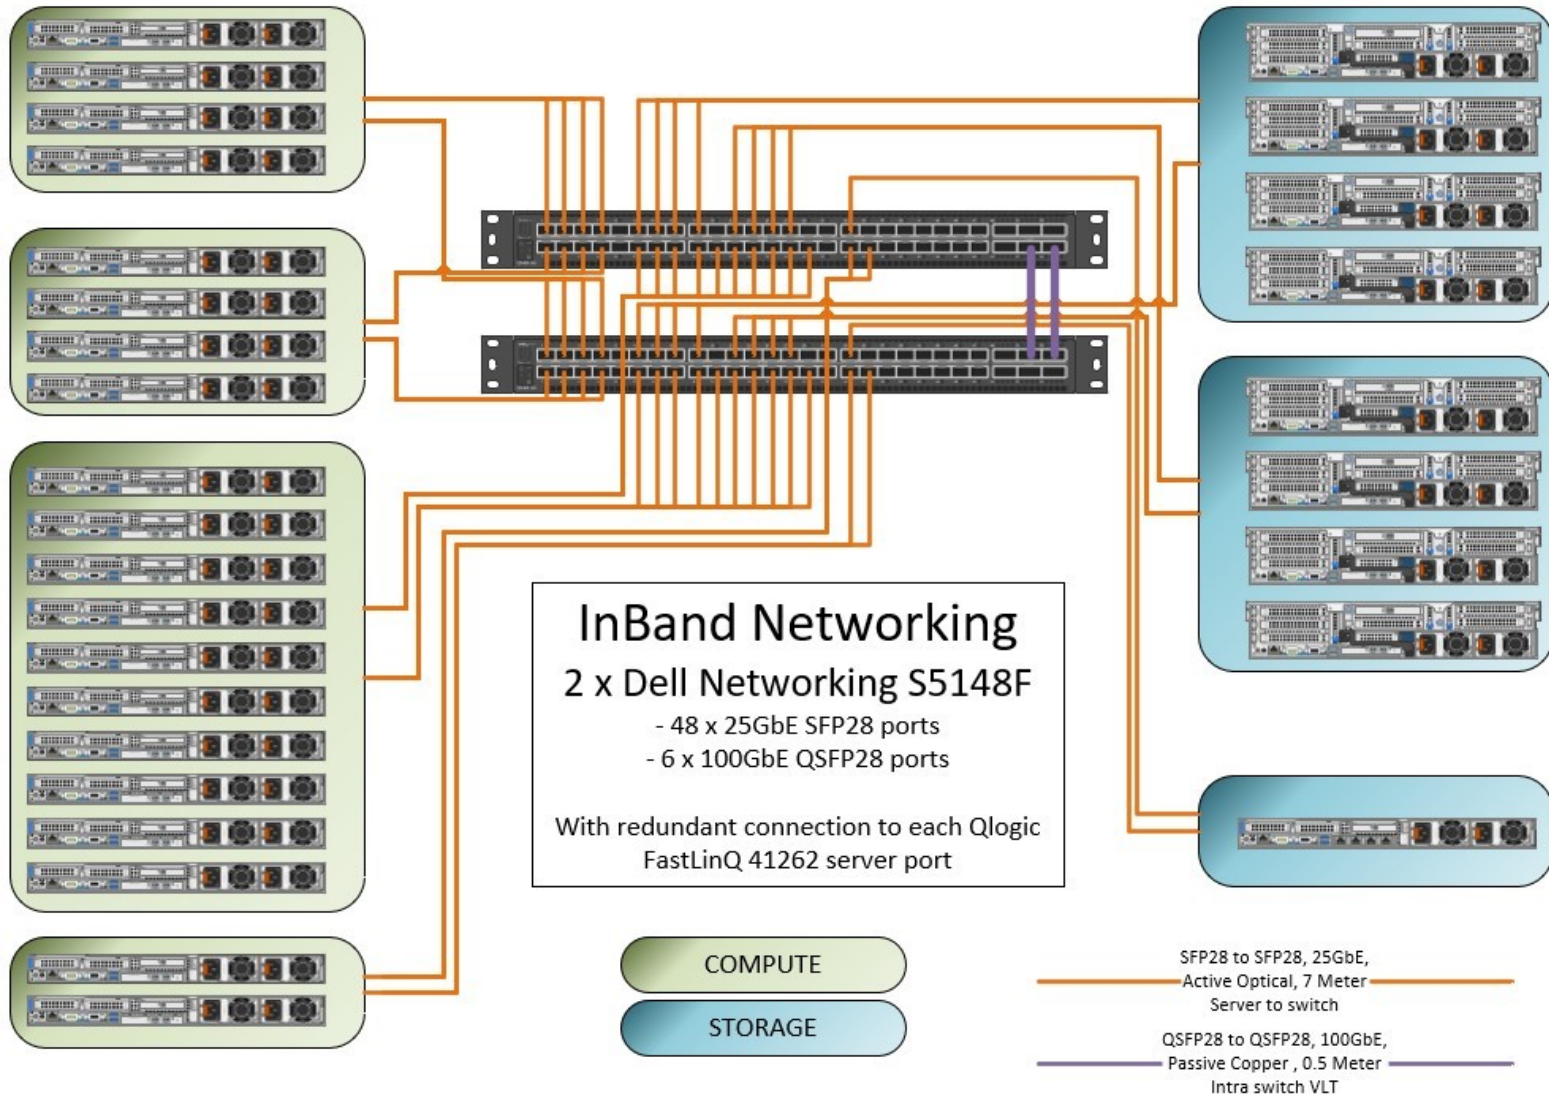 InBand Networking
2 x Dell Networking S5148F
- 48 x 25GbE SFP28 ports
- 6 x 100GbE QSFP28 ports
With redundant connection to each Qlogic
FastLinQ 41262 server port
COMPUTE
STORAGE
SFP28 to SFP28, 25GbE,
Active Optical, 7 Meter
Server to switch
QSFP28 to QSFP28, 100GbE,
Passive Copper , 0.5 Meter
Intra switch VLT